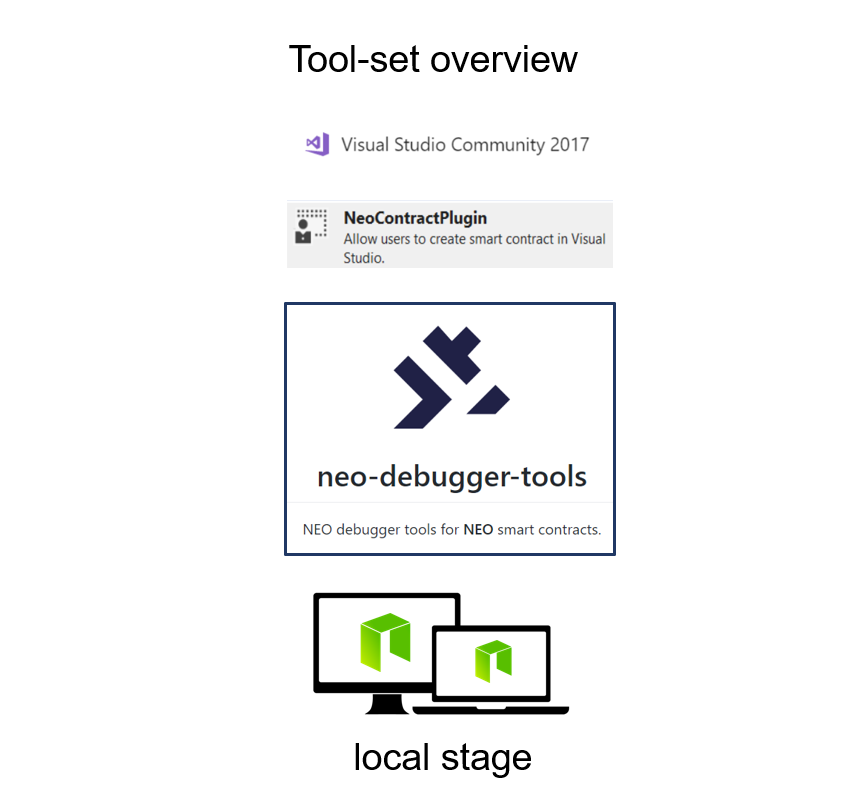 Tool-set overview
Visual Studio Community 2017
NeoContractPlugin
Allow users to create smart contract in Visual
Studio.
neo-debugger-tools
NEO debugger tools for NEO smart contracts.
local stage